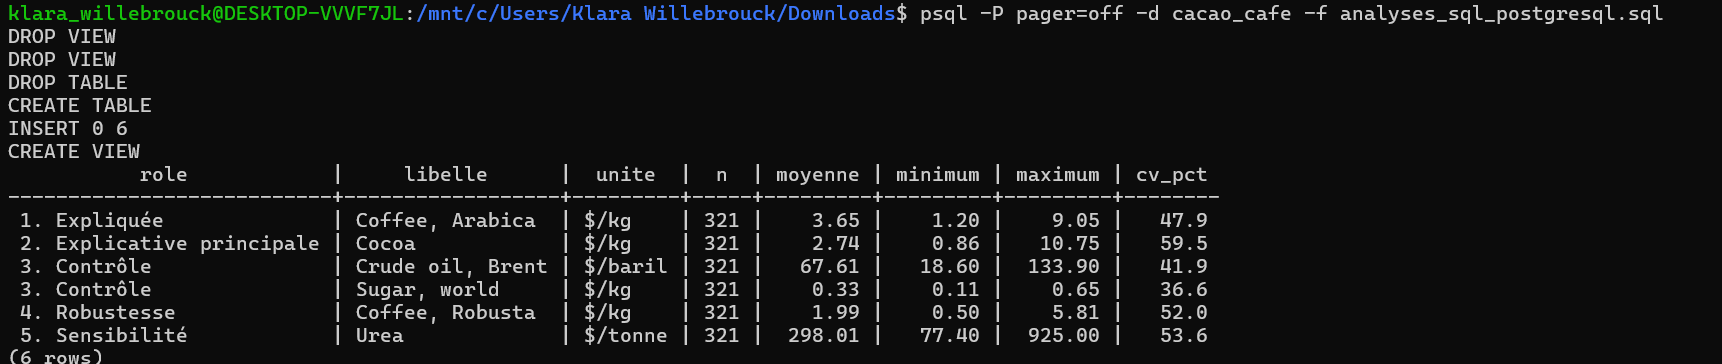 klara_willebrouck@DESKTOP-VVVF7JL:/mnt/c/Users/Klara Willebrouck/Downloads$ psql -P pager=off -d cacao_cafe -f analyses_sql_postgresql.sql
DROP VIEW
DROP VIEW
DROP TABLE
CREATE TABLE
INSERT 0 6
CREATE VIEW
           role            |      libelle      |  unite  |  n  | moyenne | minimum | maximum | cv_pct
---------------------------+-------------------+---------+-----+---------+---------+---------+--------
 1. Expliquée              | Coffee, Arabica   | $/kg    | 321 |    3.65 |    1.20 |    9.05 |   47.9
 2. Explicative principale | Cocoa             | $/kg    | 321 |    2.74 |    0.86 |   10.75 |   59.5
 3. Contrôle               | Crude oil, Brent  | $/baril | 321 |   67.61 |   18.60 |  133.90 |   41.9
 3. Contrôle               | Sugar, world      | $/kg    | 321 |    0.33 |    0.11 |    0.65 |   36.6
 4. Robustesse             | Coffee, Robusta   | $/kg    | 321 |    1.99 |    0.50 |    5.81 |   52.0
 5. Sensibilité            | Urea              | $/tonne | 321 |  298.01 |   77.40 |  925.00 |   53.6
(6 rows)